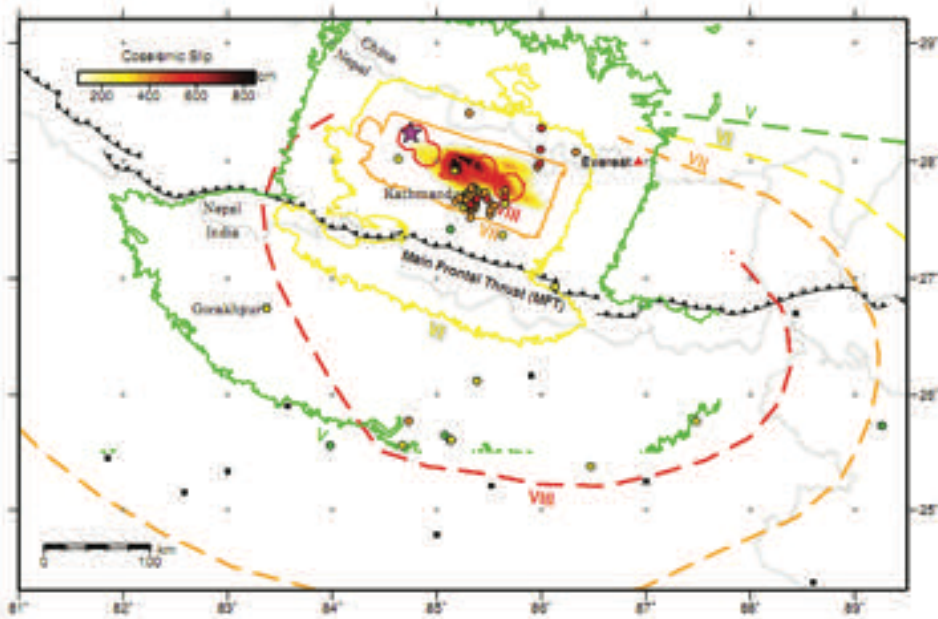 Coseismic Slip
cm
200 400 600 800
China
Nepal
V
VI
VII
Everest
Kathmandu
VIII
VII
Nepal
India
Main Frontal Thrust (MFT)
Gorakhpur
VI
V
VIII
0 100 km
29°
28°
27°
26°
25°
81° 82° 83° 84° 85° 86° 87° 88° 89°